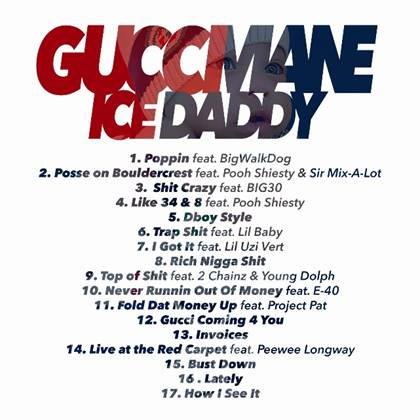 GUCCI MANE
ICE DADDY
1. Poppin feat. BigWalkDog
2. Posse on Bouldercrest feat. Pooh Shiesty & Sir Mix-A-Lot
3. Shit Crazy feat. BIG30
4. Like 34 & 8 feat. Pooh Shiesty
5. Dboy Style
6. Trap Shit feat. Lil Baby
7. I Got it feat. Lil Uzi Vert
8. Rich Nigga Shit
9. Top of Shit feat. 2 Chainz & Young Dolph
10. Never Runnin Out Of Money feat. E-40
11. Fold Dat Money Up feat. Project Pat
12. Gucci Coming 4 You
13. Invoices
14. Live at the Red Carpet feat. Peewee Longway
15. Bust Down
16 . Lately
17. How I See It